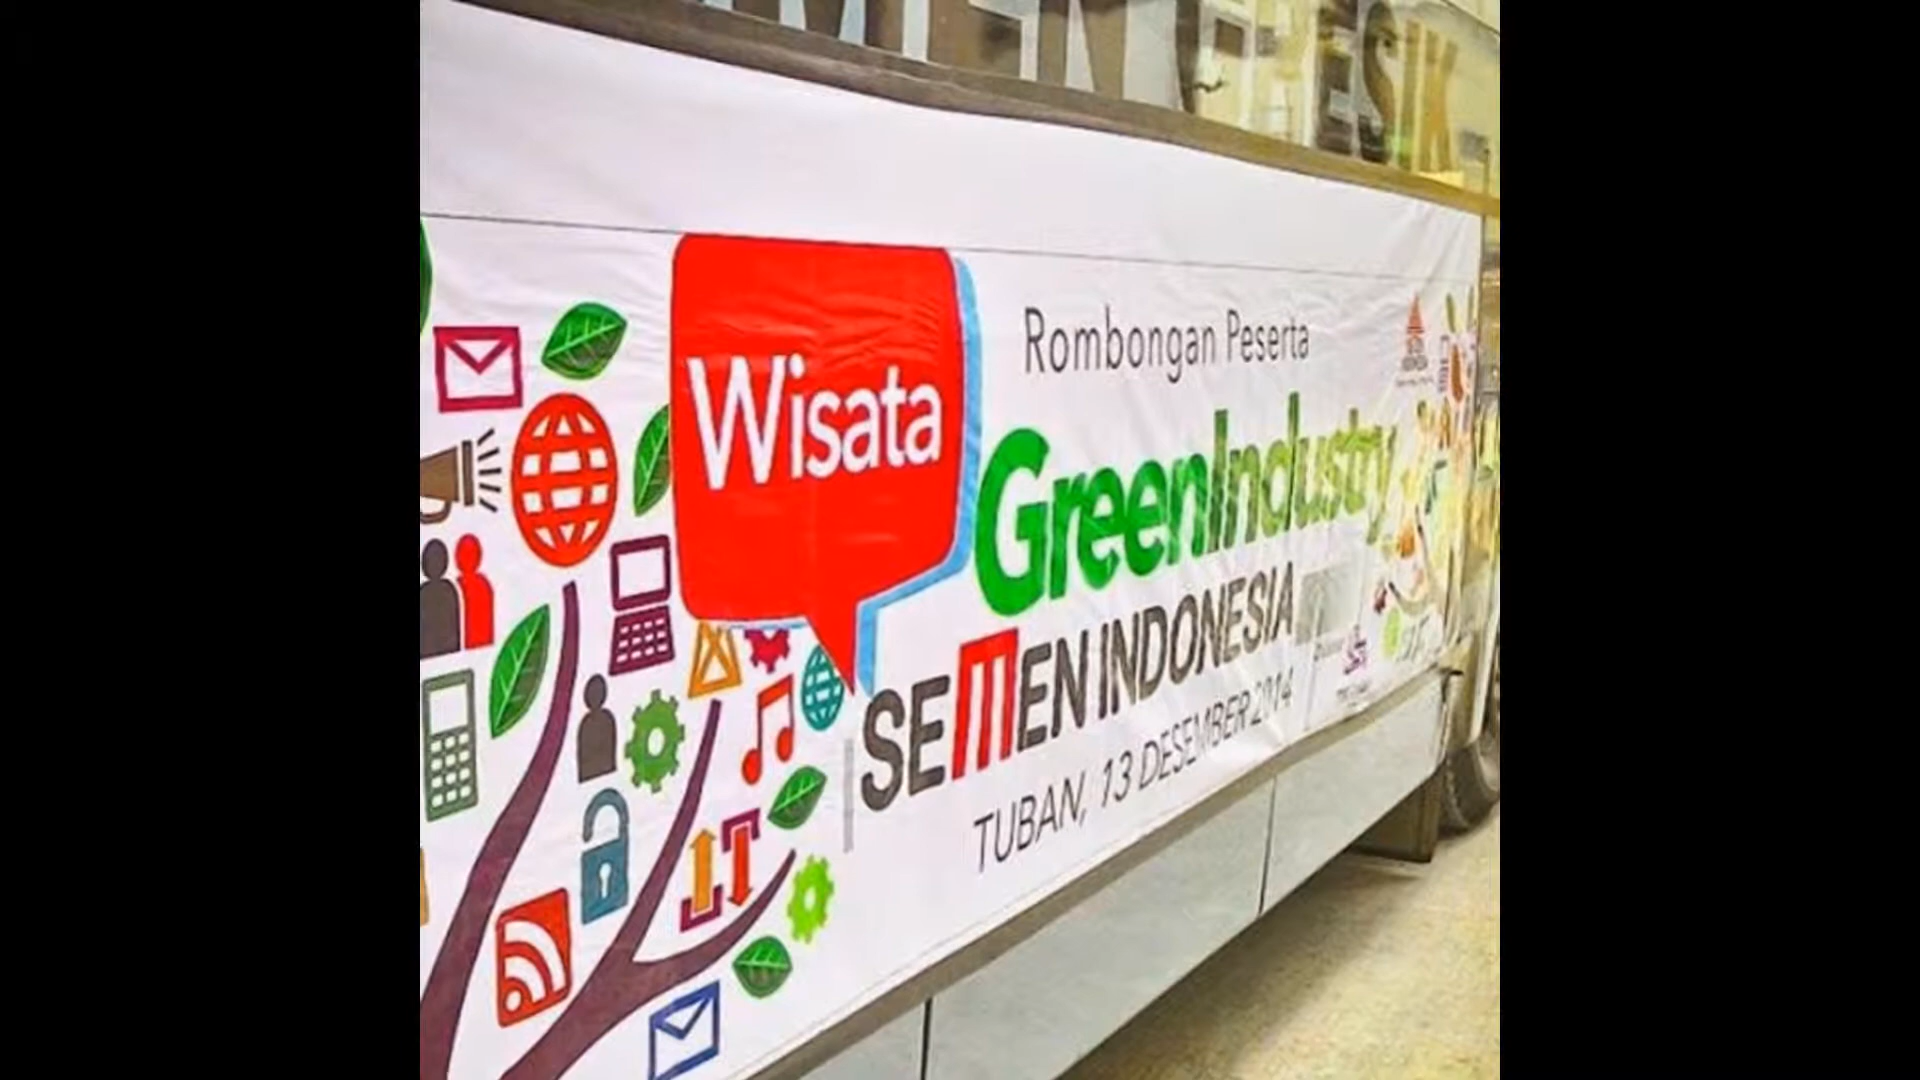 Wisata
Rombongan Peserta
GreenIndustry
SEMEN INDONESIA
TUBAN, 13 DESEMBER 2014